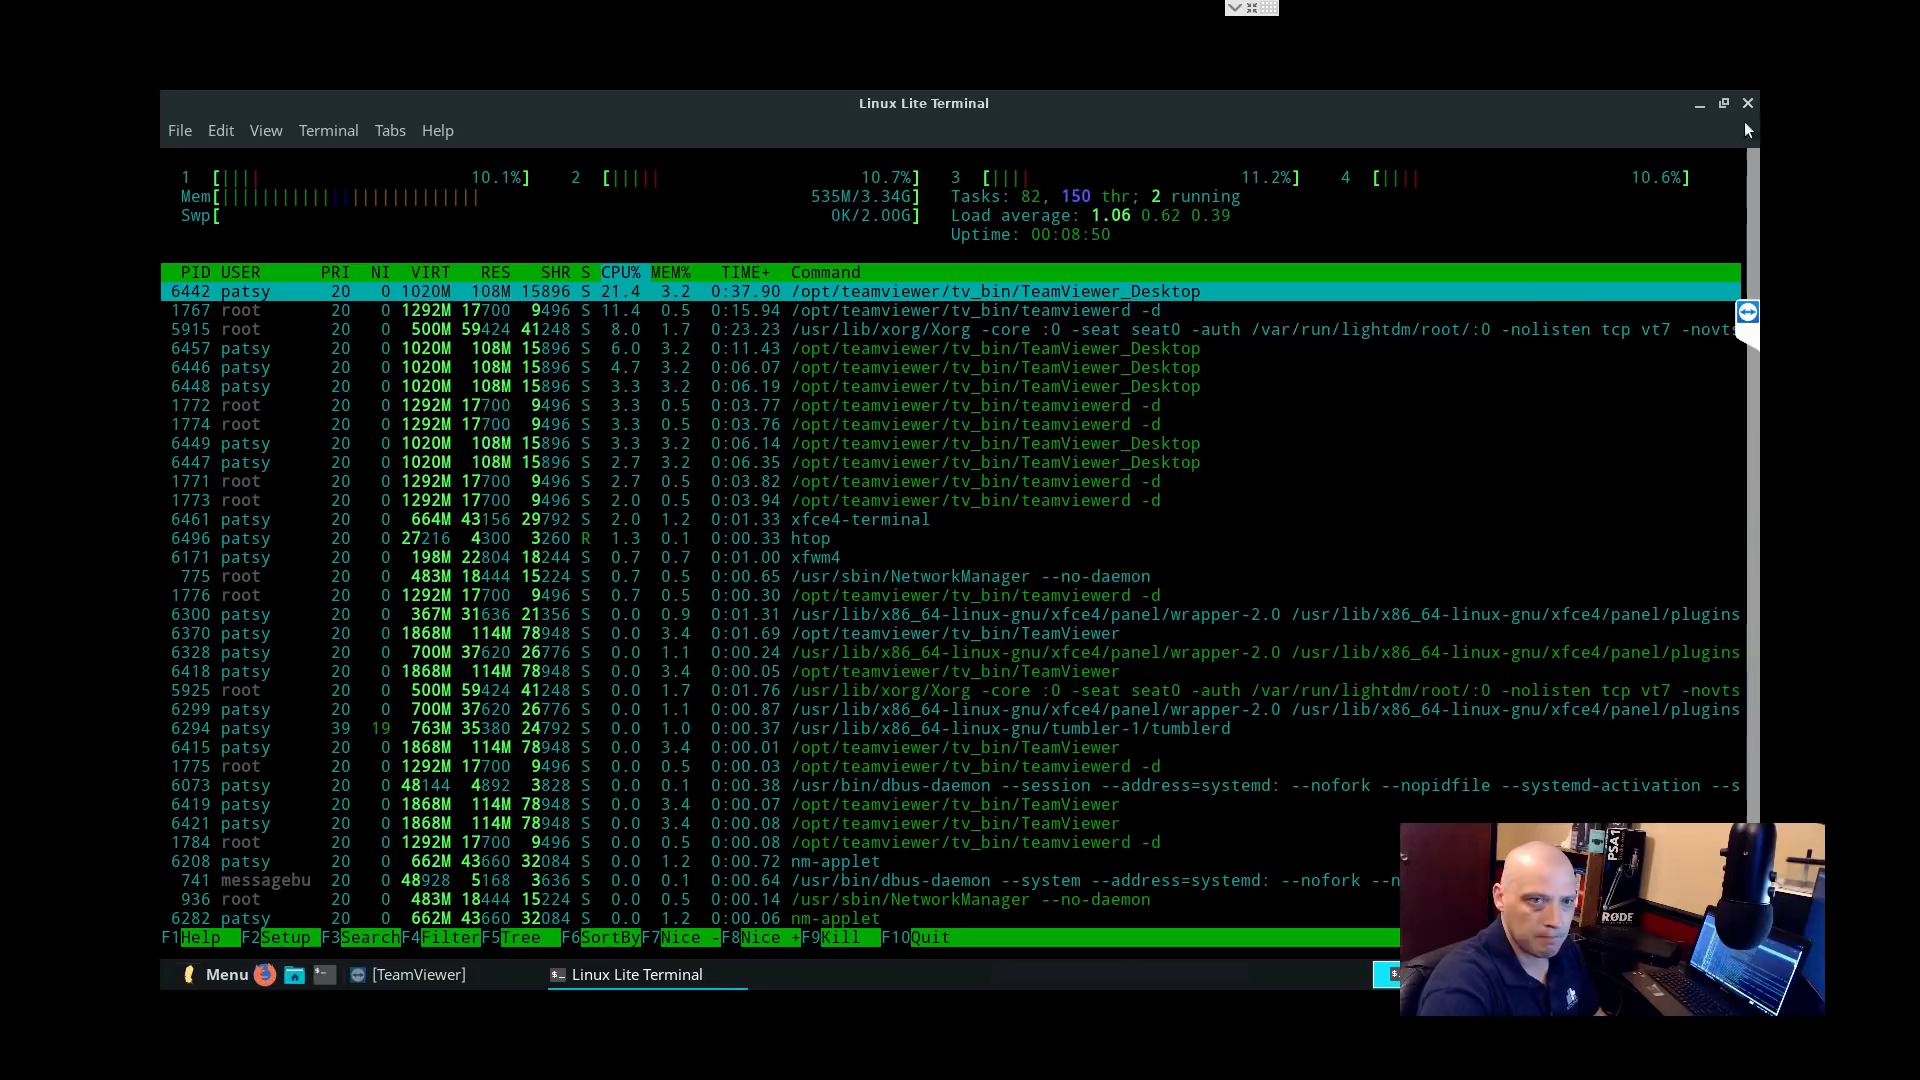 Linux Lite Terminal
File Edit View Terminal Tabs Help
1 [|||| 10.1%] 2 [||||| 10.7%] 3 [|||| 11.2%] 4 [|||| 10.6%]
Mem[|||||||||||||||||||||||||| 535M/3.34G] Tasks: 82, 150 thr; 2 running
Swp[ 0K/2.00G] Load average: 1.06 0.62 0.39
Uptime: 00:08:50
PID USER PRI NI VIRT RES SHR S CPU% MEM% TIME+ Command
6442 patsy 20 0 1020M 108M 15896 S 21.4 3.2 0:37.90 /opt/teamviewer/tv_bin/TeamViewer_Desktop
1767 root 20 0 1292M 17700 9496 S 11.4 0.5 0:15.94 /opt/teamviewer/tv_bin/teamviewerd -d
5915 root 20 0 500M 59424 41248 S 8.0 1.7 0:23.23 /usr/lib/xorg/Xorg -core :0 -seat seat0 -auth /var/run/lightdm/root/:0 -nolisten tcp vt7 -novts
6457 patsy 20 0 1020M 108M 15896 S 6.0 3.2 0:11.43 /opt/teamviewer/tv_bin/TeamViewer_Desktop
6446 patsy 20 0 1020M 108M 15896 S 4.7 3.2 0:06.07 /opt/teamviewer/tv_bin/TeamViewer_Desktop
6448 patsy 20 0 1020M 108M 15896 S 3.3 3.2 0:06.19 /opt/teamviewer/tv_bin/TeamViewer_Desktop
1772 root 20 0 1292M 17700 9496 S 3.3 0.5 0:03.77 /opt/teamviewer/tv_bin/teamviewerd -d
1774 root 20 0 1292M 17700 9496 S 3.3 0.5 0:03.76 /opt/teamviewer/tv_bin/teamviewerd -d
6449 patsy 20 0 1020M 108M 15896 S 3.3 3.2 0:06.14 /opt/teamviewer/tv_bin/TeamViewer_Desktop
6447 patsy 20 0 1020M 108M 15896 S 2.7 3.2 0:06.35 /opt/teamviewer/tv_bin/TeamViewer_Desktop
1771 root 20 0 1292M 17700 9496 S 2.7 0.5 0:03.82 /opt/teamviewer/tv_bin/teamviewerd -d
1773 root 20 0 1292M 17700 9496 S 2.0 0.5 0:03.94 /opt/teamviewer/tv_bin/teamviewerd -d
6461 patsy 20 0 664M 43156 29792 S 2.0 1.2 0:01.33 xfce4-terminal
6496 patsy 20 0 27216 4300 3260 R 1.3 0.1 0:00.33 htop
6171 patsy 20 0 198M 22804 18244 S 0.7 0.7 0:01.00 xfwm4
775 root 20 0 483M 18444 15224 S 0.7 0.5 0:00.65 /usr/sbin/NetworkManager --no-daemon
1776 root 20 0 1292M 17700 9496 S 0.7 0.5 0:00.30 /opt/teamviewer/tv_bin/teamviewerd -d
6300 patsy 20 0 367M 31636 21356 S 0.0 0.9 0:01.31 /usr/lib/x86_64-linux-gnu/xfce4/panel/wrapper-2.0 /usr/lib/x86_64-linux-gnu/xfce4/panel/plugins
6370 patsy 20 0 1868M 114M 78948 S 0.0 3.4 0:01.69 /opt/teamviewer/tv_bin/TeamViewer
6328 patsy 20 0 700M 37620 26776 S 0.0 1.1 0:00.24 /usr/lib/x86_64-linux-gnu/xfce4/panel/wrapper-2.0 /usr/lib/x86_64-linux-gnu/xfce4/panel/plugins
6418 patsy 20 0 1868M 114M 78948 S 0.0 3.4 0:00.05 /opt/teamviewer/tv_bin/TeamViewer
5925 root 20 0 500M 59424 41248 S 0.0 1.7 0:01.76 /usr/lib/xorg/Xorg -core :0 -seat seat0 -auth /var/run/lightdm/root/:0 -nolisten tcp vt7 -novts
6299 patsy 20 0 700M 37620 26776 S 0.0 1.1 0:00.87 /usr/lib/x86_64-linux-gnu/xfce4/panel/wrapper-2.0 /usr/lib/x86_64-linux-gnu/xfce4/panel/plugins
6294 patsy 39 19 763M 35380 24792 S 0.0 1.0 0:00.37 /usr/lib/x86_64-linux-gnu/tumbler-1/tumblerd
6415 patsy 20 0 1868M 114M 78948 S 0.0 3.4 0:00.01 /opt/teamviewer/tv_bin/TeamViewer
1775 root 20 0 1292M 17700 9496 S 0.0 0.5 0:00.03 /opt/teamviewer/tv_bin/teamviewerd -d
6073 patsy 20 0 48144 4892 3828 S 0.0 0.1 0:00.38 /usr/bin/dbus-daemon --session --address=systemd: --nofork --nopidfile --systemd-activation --s
6419 patsy 20 0 1868M 114M 78948 S 0.0 3.4 0:00.07 /opt/teamviewer/tv_bin/TeamViewer
6421 patsy 20 0 1868M 114M 78948 S 0.0 3.4 0:00.08 /opt/teamviewer/tv_bin/TeamViewer
1784 root 20 0 1292M 17700 9496 S 0.0 0.5 0:00.08 /opt/teamviewer/tv_bin/teamviewerd -d
6208 patsy 20 0 662M 43660 32084 S 0.0 1.2 0:00.72 nm-applet
741 messagebu 20 0 48928 5168 3636 S 0.0 0.1 0:00.64 /usr/bin/dbus-daemon --system --address=systemd: --nofork --n
936 root 20 0 483M 18444 15224 S 0.0 0.5 0:00.14 /usr/sbin/NetworkManager --no-daemon
6282 patsy 20 0 662M 43660 32084 S 0.0 1.2 0:00.06 nm-applet
F1Help F2Setup F3SearchF4FilterF5Tree F6SortByF7Nice -F8Nice +F9Kill F10Quit
Menu [TeamViewer] Linux Lite Terminal
PSA1
RØDE